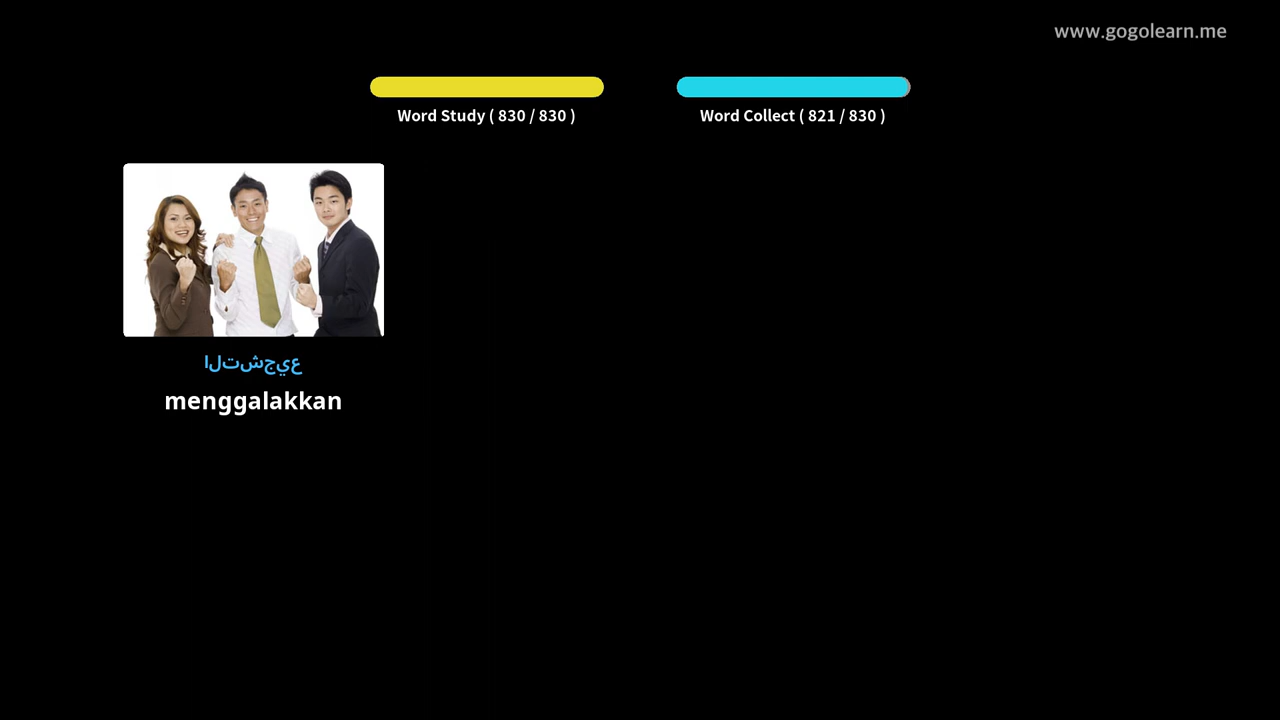 www.gogolearn.me
Word Study ( 830 / 830 )
Word Collect ( 821 / 830 )
التشجيع
menggalakkan